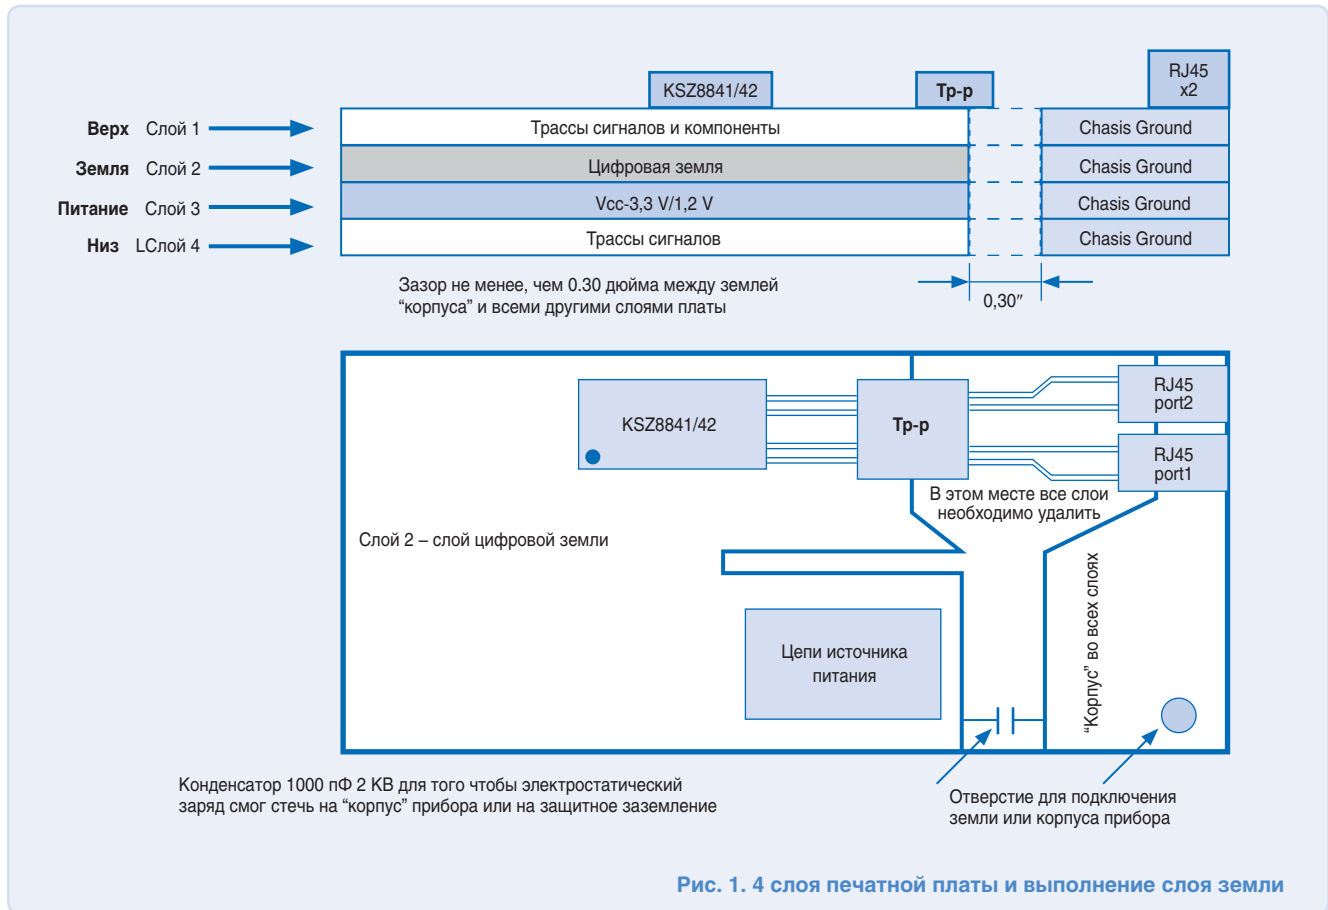 KSZ8841/42
Тр-р
RJ45
x2
Верх Слой 1
Трассы сигналов и компоненты
Chasis Ground
Земля Слой 2
Цифровая земля
Chasis Ground
Питание Слой 3
Vcc-3,3 V/1,2 V
Chasis Ground
Низ LСлой 4
Трассы сигналов
Chasis Ground
Зазор не менее, чем 0.30 дюйма между землей
“корпуса” и всеми другими слоями платы
0,30″
KSZ8841/42
Тр-р
RJ45
port2
RJ45
port1
В этом месте все слои
необходимо удалить
Слой 2 – слой цифровой земли
“Корпус” во всех слоях
Цепи источника
питания
Конденсатор 1000 пФ 2 КВ для того чтобы электростатический
заряд смог стечь на “корпус” прибора или на защитное заземление
Отверстие для подключения
земли или корпуса прибора
Рис. 1. 4 слоя печатной платы и выполнение слоя земли